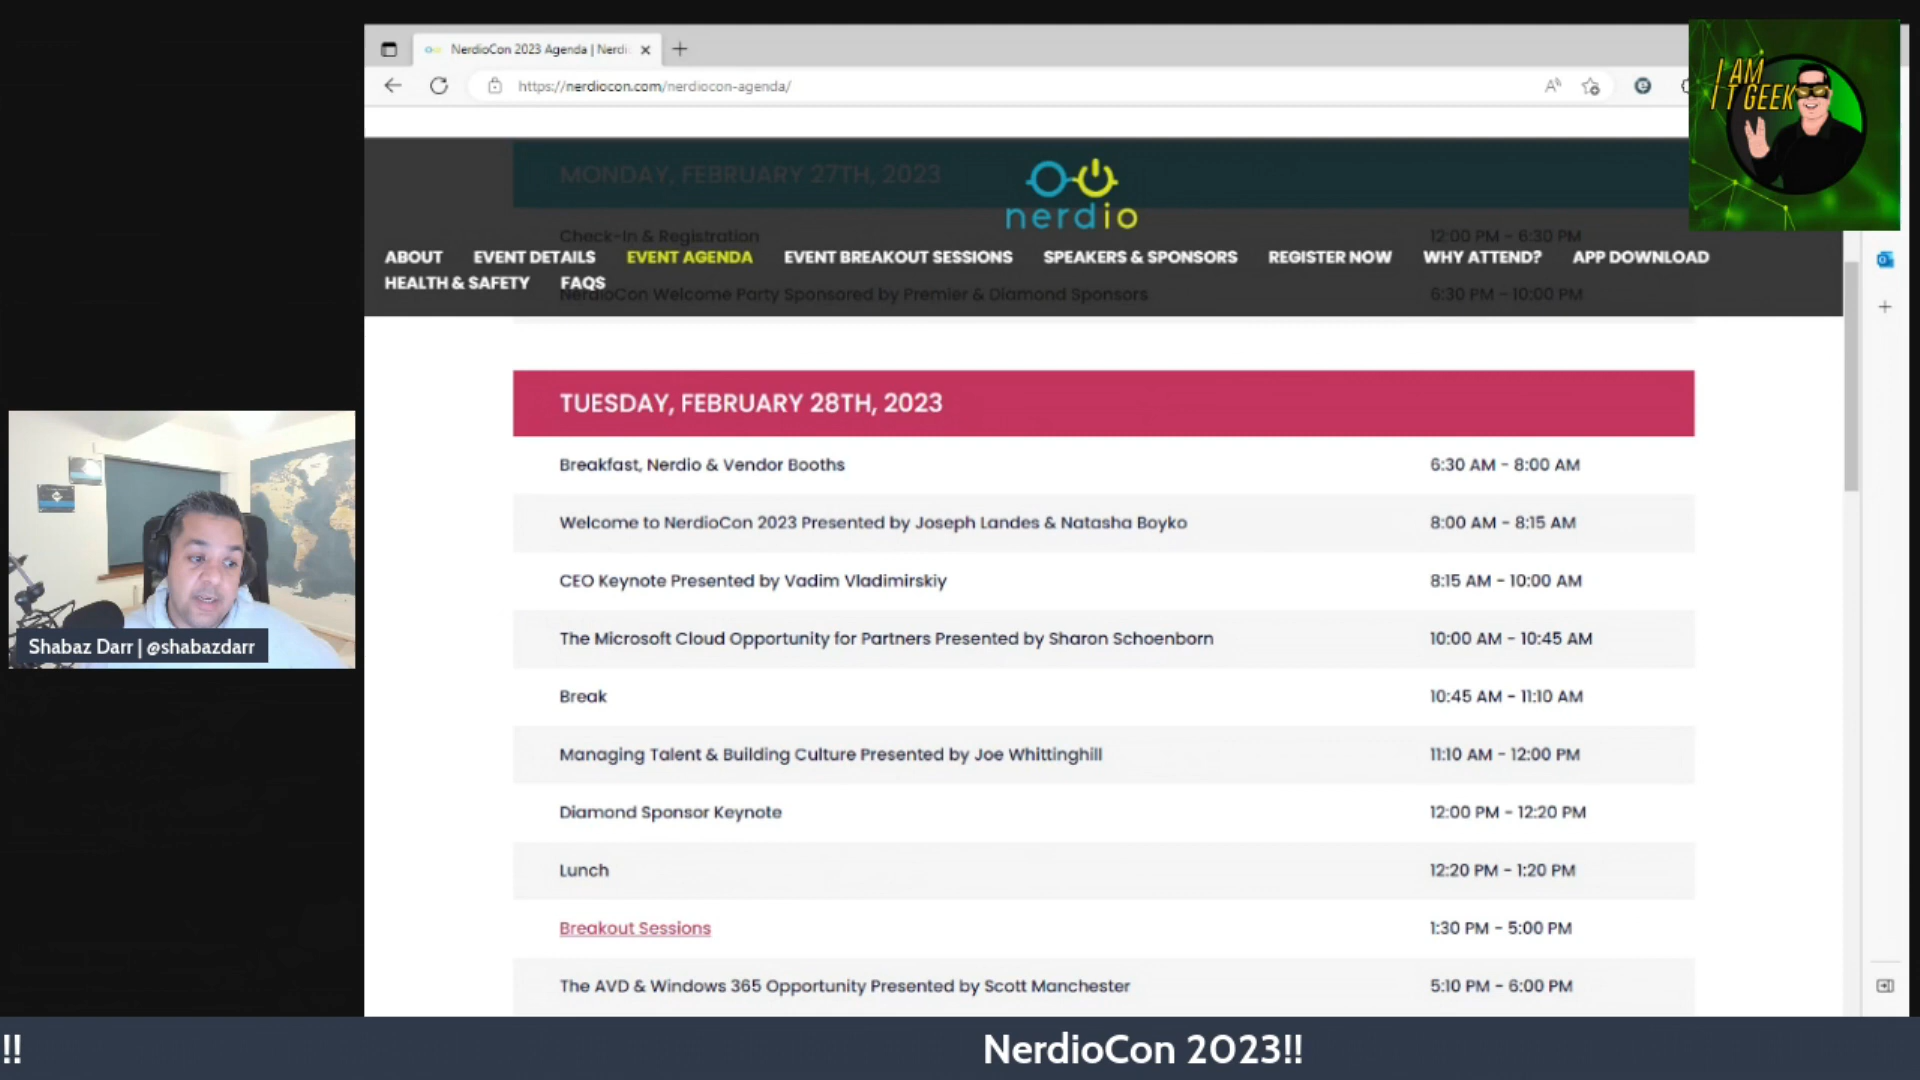 NerdioCon 2023 Agenda | Nerdi
https://nerdiocon.com/nerdiocon-agenda/
I AM
IT GEEK
MONDAY, FEBRUARY 27TH, 2023
nerdio
Check-In & Registration 12:00 PM - 6:30 PM
ABOUT EVENT DETAILS EVENT AGENDA EVENT BREAKOUT SESSIONS SPEAKERS & SPONSORS REGISTER NOW WHY ATTEND? APP DOWNLOAD
HEALTH & SAFETY FAQS
NerdioCon Welcome Party Sponsored by Premier & Diamond Sponsors 6:30 PM - 10:00 PM
TUESDAY, FEBRUARY 28TH, 2023
Breakfast, Nerdio & Vendor Booths 6:30 AM - 8:00 AM
Welcome to NerdioCon 2023 Presented by Joseph Landes & Natasha Boyko 8:00 AM - 8:15 AM
CEO Keynote Presented by Vadim Vladimirskiy 8:15 AM - 10:00 AM
The Microsoft Cloud Opportunity for Partners Presented by Sharon Schoenborn 10:00 AM - 10:45 AM
Break 10:45 AM - 11:10 AM
Managing Talent & Building Culture Presented by Joe Whittinghill 11:10 AM - 12:00 PM
Diamond Sponsor Keynote 12:00 PM - 12:20 PM
Lunch 12:20 PM - 1:20 PM
Breakout Sessions 1:30 PM - 5:00 PM
The AVD & Windows 365 Opportunity Presented by Scott Manchester 5:10 PM - 6:00 PM
Shabaz Darr | @shabazdarr
!! NerdioCon 2023!!